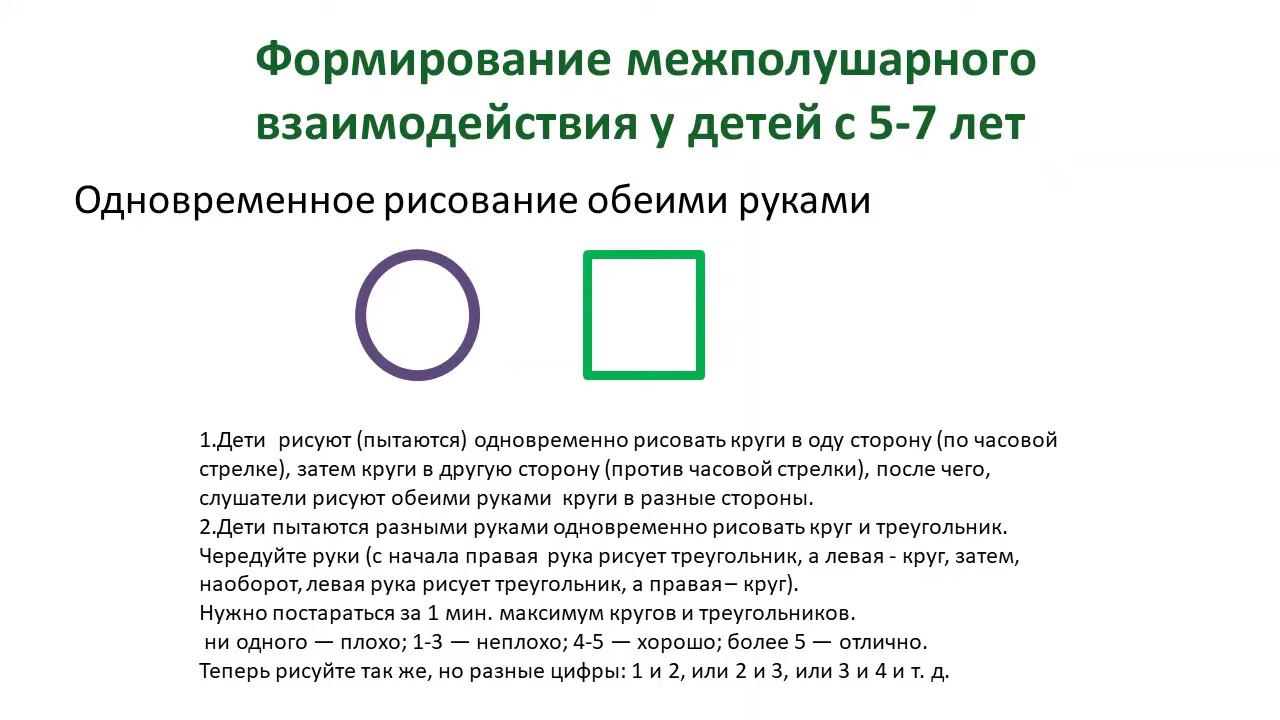 Формирование межполушарного
взаимодействия у детей с 5-7 лет
Одновременное рисование обеими руками
1.Дети рисуют (пытаются) одновременно рисовать круги в оду сторону (по часовой
стрелке), затем круги в другую сторону (против часовой стрелки), после чего,
слушатели рисуют обеими руками круги в разные стороны.
2.Дети пытаются разными руками одновременно рисовать круг и треугольник.
Чередуйте руки (с начала правая рука рисует треугольник, а левая - круг, затем,
наоборот, левая рука рисует треугольник, а правая – круг).
Нужно постараться за 1 мин. максимум кругов и треугольников.
ни одного — плохо; 1-3 — неплохо; 4-5 — хорошо; более 5 — отлично.
Теперь рисуйте так же, но разные цифры: 1 и 2, или 2 и 3, или 3 и 4 и т. д.